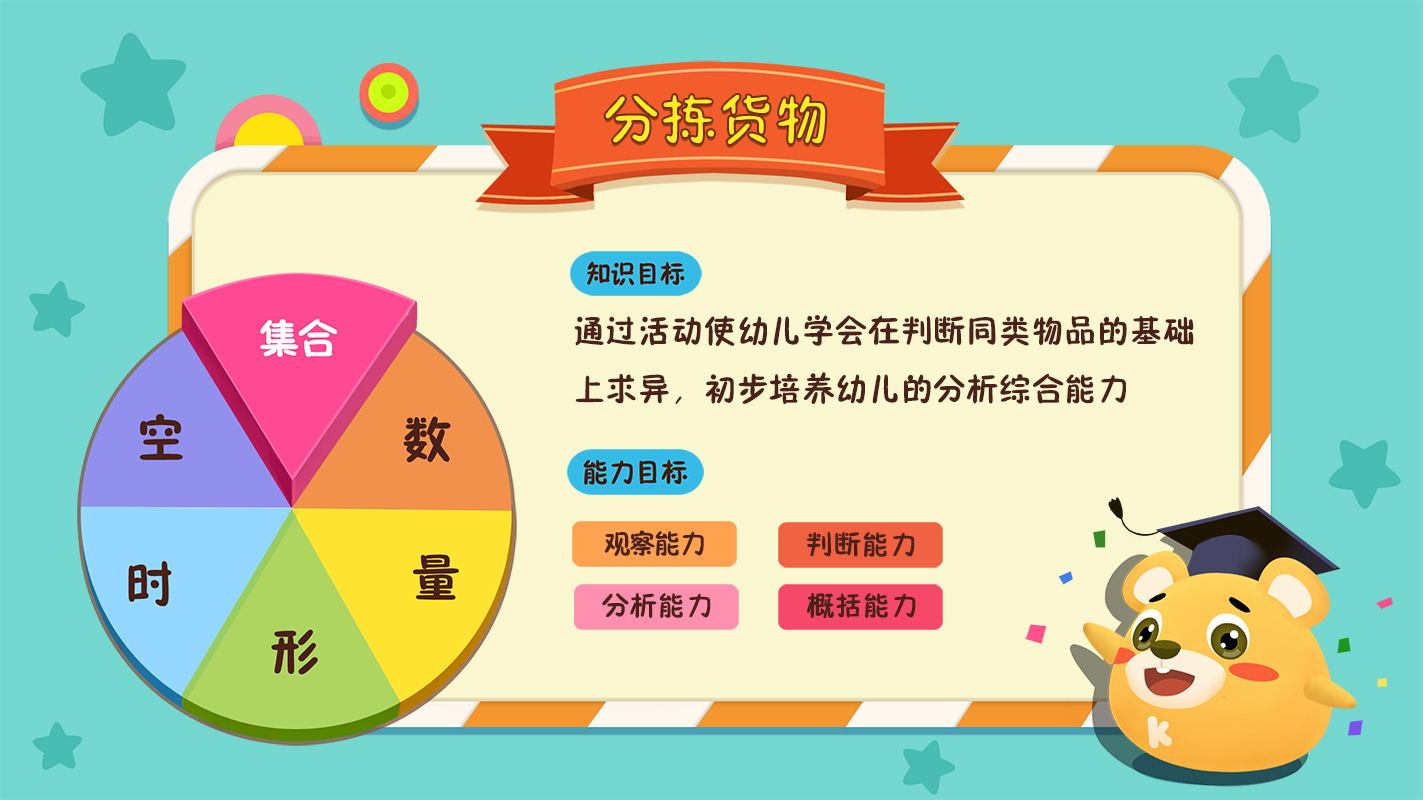 分拣货物
集合
空
数
时
量
形
知识目标
通过活动使幼儿学会在判断同类物品的基础
上求异，初步培养幼儿的分析综合能力
能力目标
观察能力
判断能力
分析能力
概括能力
K